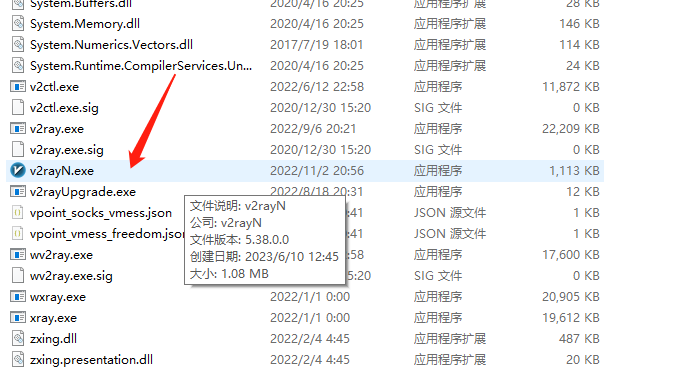 System.Buffers.dll 2020/4/16 20:25 应用程序扩展 28 KB
System.Memory.dll 2020/4/16 20:25 应用程序扩展 146 KB
System.Numerics.Vectors.dll 2017/7/19 18:01 应用程序扩展 114 KB
System.Runtime.CompilerServices.Un... 2020/4/16 20:25 应用程序扩展 24 KB
v2ctl.exe 2022/6/12 22:58 应用程序 11,872 KB
v2ctl.exe.sig 2020/12/30 15:20 SIG 文件 0 KB
v2ray.exe 2022/9/6 20:21 应用程序 22,209 KB
v2ray.exe.sig 2020/12/30 15:20 SIG 文件 0 KB
v2rayN.exe 2022/11/2 20:56 应用程序 1,113 KB
v2rayUpgrade.exe 2022/8/18 20:31 应用程序 12 KB
文件说明: v2rayN
vpoint_socks_vmess.json :41 JSON 源文件 1 KB
公司: v2rayN
vpoint_vmess_freedom.json :41 JSON 源文件 1 KB
文件版本: 5.38.0.0
wv2ray.exe :58 应用程序 17,600 KB
创建日期: 2023/6/10 12:45
wv2ray.exe.sig 5:20 SIG 文件 0 KB
大小: 1.08 MB
wxray.exe 2022/1/1 0:00 应用程序 20,905 KB
xray.exe 2022/1/1 0:00 应用程序 19,612 KB
zxing.dll 2022/2/4 4:45 应用程序扩展 487 KB
zxing.presentation.dll 2022/2/4 4:45 应用程序扩展 20 KB